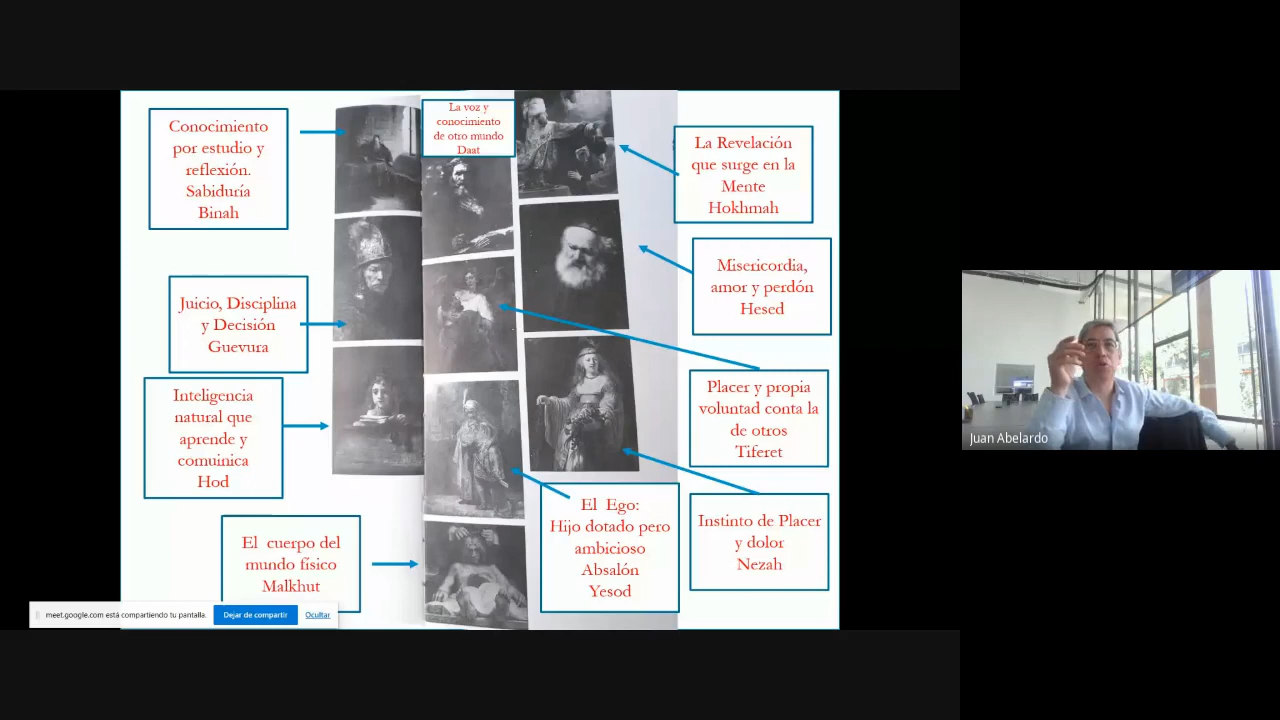 Conocimiento
por estudio y
reflexión.
Sabiduría
Binah
La voz y
conocimiento
de otro mundo
Daat
La Revelación
que surge en la
Mente
Hokhmah
Misericordia,
amor y perdón
Hesed
Juicio, Disciplina
y Decisión
Guevura
Inteligencia
natural que
aprende y
comuinica
Hod
Placer y propia
voluntad conta la
de otros
Tiferet
El Ego:
Hijo dotado pero
ambicioso
Absalón
Yesod
Instinto de Placer
y dolor
Nezah
El cuerpo del
mundo físico
Malkhut
meet.google.com está compartiendo tu pantalla.
Dejar de compartir
Ocultar
Juan Abelardo